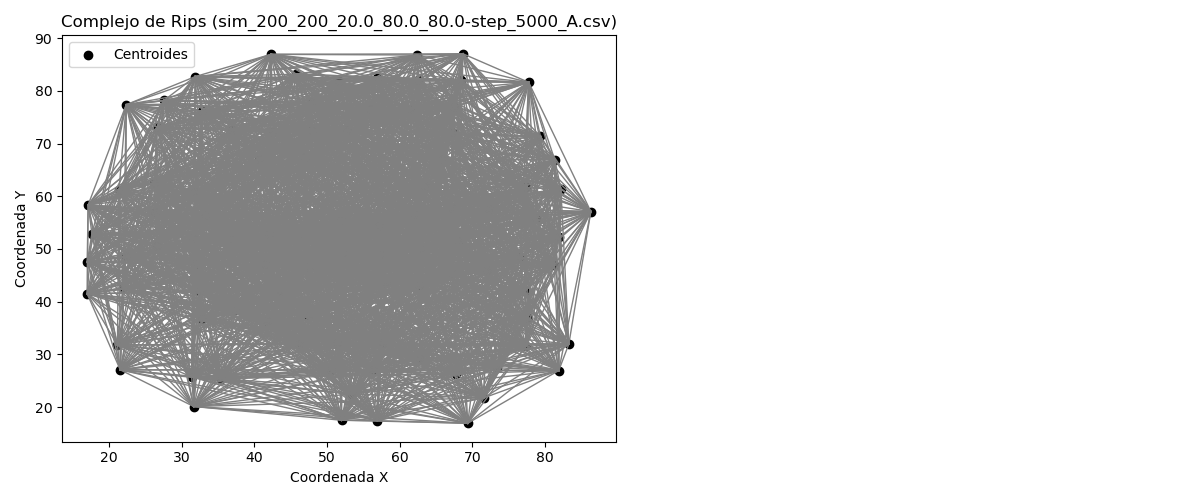 Complejo de Rips (sim_200_200_20.0_80.0_80.0-step_5000_A.csv)
Centroides
90
80
70
60
50
40
30
20
Coordenada Y
20 30 40 50 60 70 80
Coordenada X